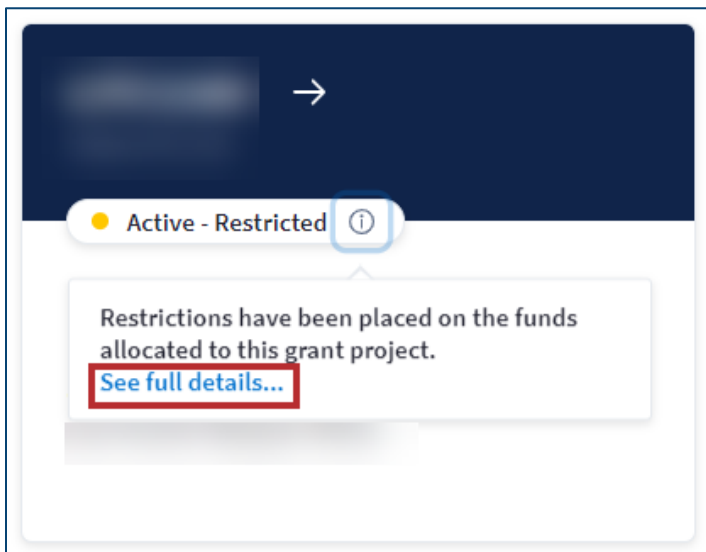 Active - Restricted
Restrictions have been placed on the funds
allocated to this grant project.
See full details...